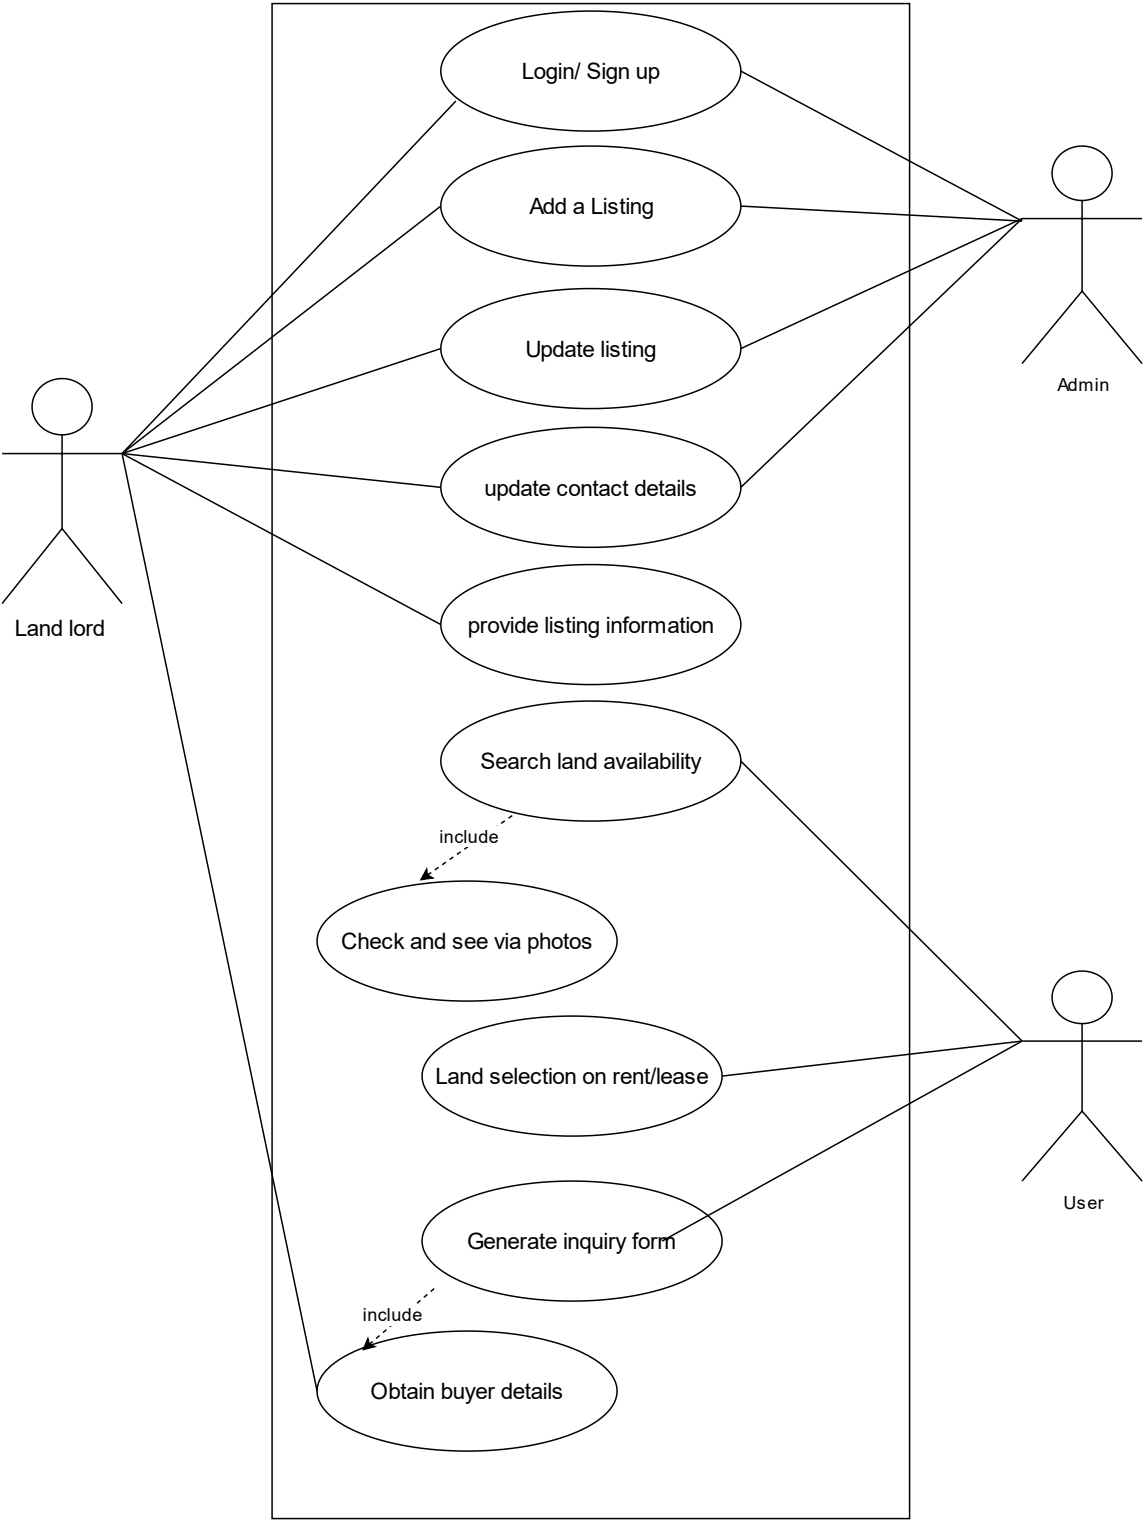 Login/ Sign up
Add a Listing
Update listing
Admin
update contact details
Land lord
provide listing information
Search land availability
include
Check and see via photos
Land selection on rent/lease
User
Generate inquiry form
include
Obtain buyer details